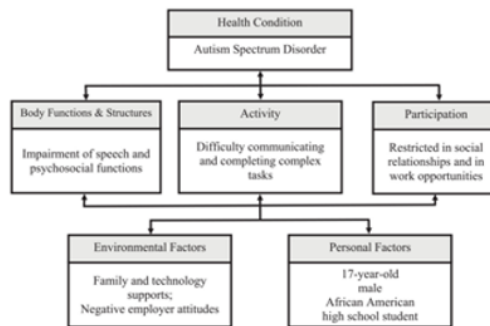 Health Condition
Autism Spectrum Disorder
Body Functions & Structures
Impairment of speech and
psychosocial functions
Activity
Difficulty communicating
and completing complex
tasks
Participation
Restricted in social
relationships and in
work opportunities
Environmental Factors
Family and technology
supports;
Negative employer attitudes
Personal Factors
17-year-old
male
African American
high school student